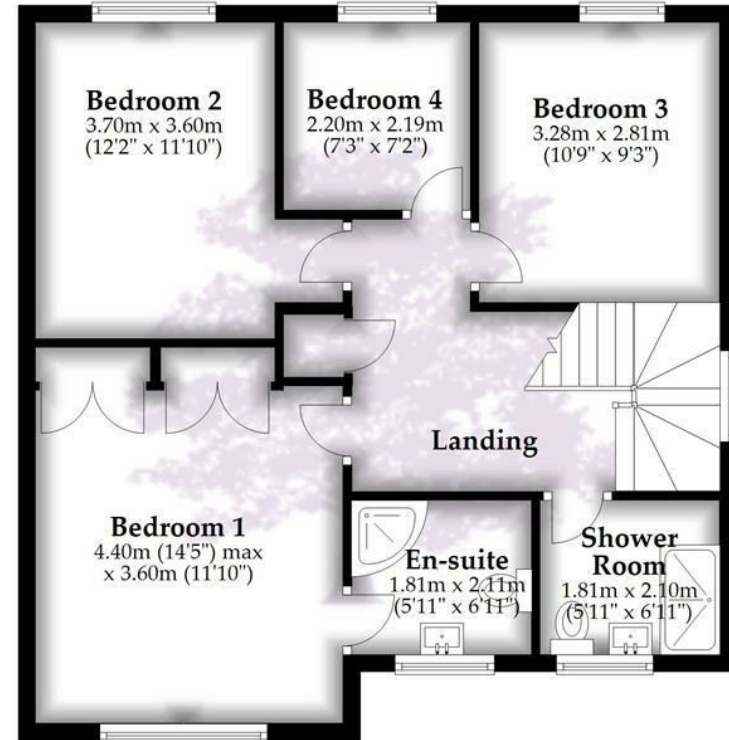 Bedroom 2
3.70m x 3.60m
(12'2" x 11'10")
Bedroom 4
2.20m x 2.19m
(7'3" x 7'2")
Bedroom 3
3.28m x 2.81m
(10'9" x 9'3")
Landing
Bedroom 1
4.40m (14'5") max
x 3.60m (11'10")
En-suite
1.81m x 2.11m
(5'11" x 6'11")
Shower
Room
1.81m x 2.10m
(5'11" x 6'11")